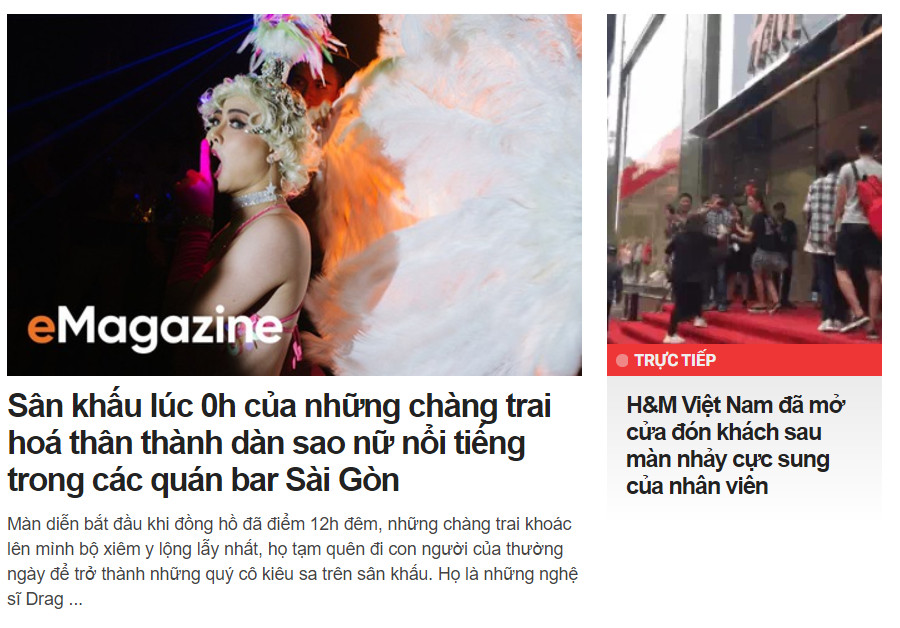 eMagazine
Sân khấu lúc 0h của những chàng trai
hoá thân thành dàn sao nữ nổi tiếng
trong các quán bar Sài Gòn
Màn diễn bắt đầu khi đồng hồ đã điểm 12h đêm, những chàng trai khoác
lên mình bộ xiêm y lộng lẫy nhất, họ tạm quên đi con người của thường
ngày để trở thành những quý cô kiêu sa trên sân khấu. Họ là những nghệ
sĩ Drag ...
TRỰC TIẾP
H&M Việt Nam đã mở
cửa đón khách sau
màn nhảy cực sung
của nhân viên